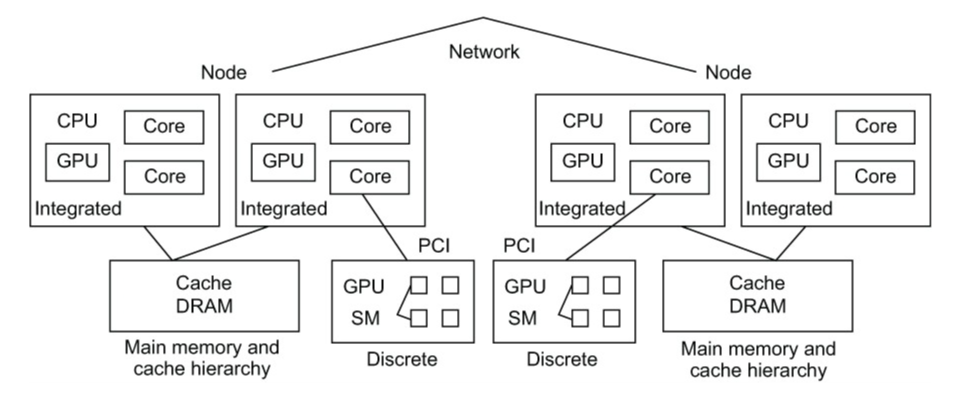 Network
Node
Node
CPU
Core
GPU
Core
Integrated
CPU
Core
GPU
Core
Integrated
CPU
Core
GPU
Core
Integrated
CPU
Core
GPU
Core
Integrated
PCI
PCI
Cache
DRAM
Main memory and
cache hierarchy
GPU
SM
Discrete
GPU
SM
Discrete
Cache
DRAM
Main memory and
cache hierarchy